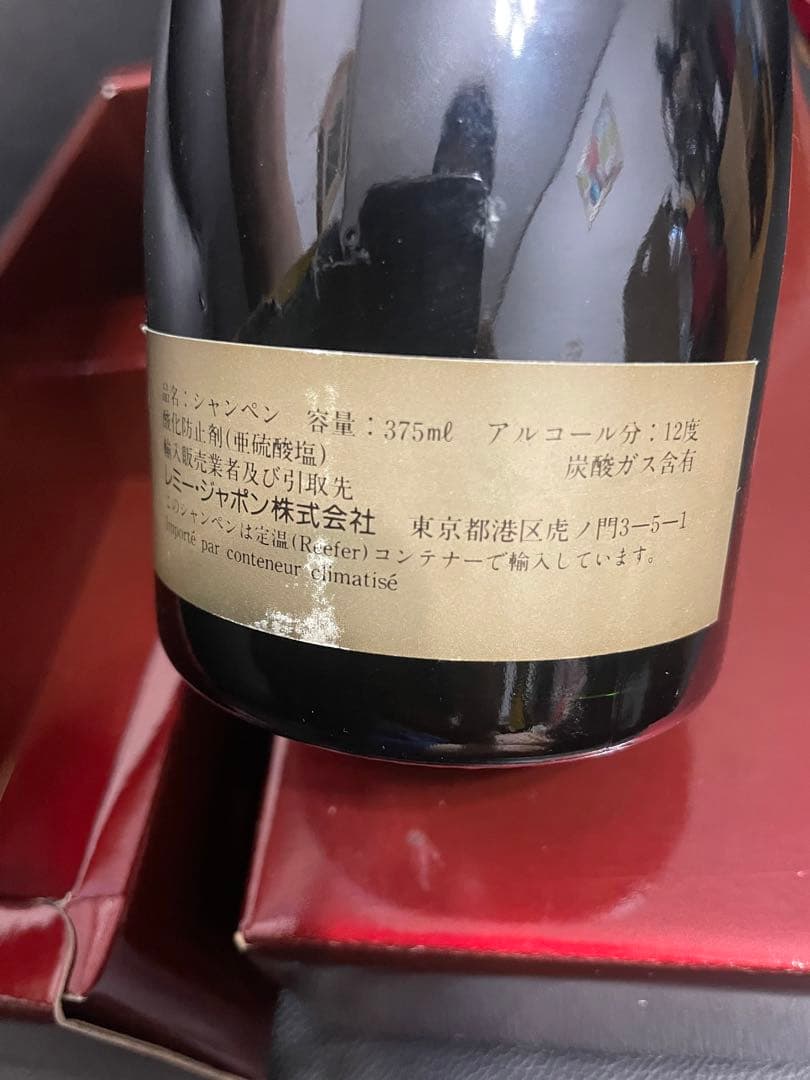 品名：シャンペン 容量：375mℓ アルコール分：12度
酸化防止剤(亜硫酸塩) 炭酸ガス含有
輸入販売業者及び引取先
レミー・ジャポン株式会社 東京都港区虎ノ門3-5-1
このシャンペンは定温(Reefer)コンテナーで輸入しています。
Importé par conteneur climatisé